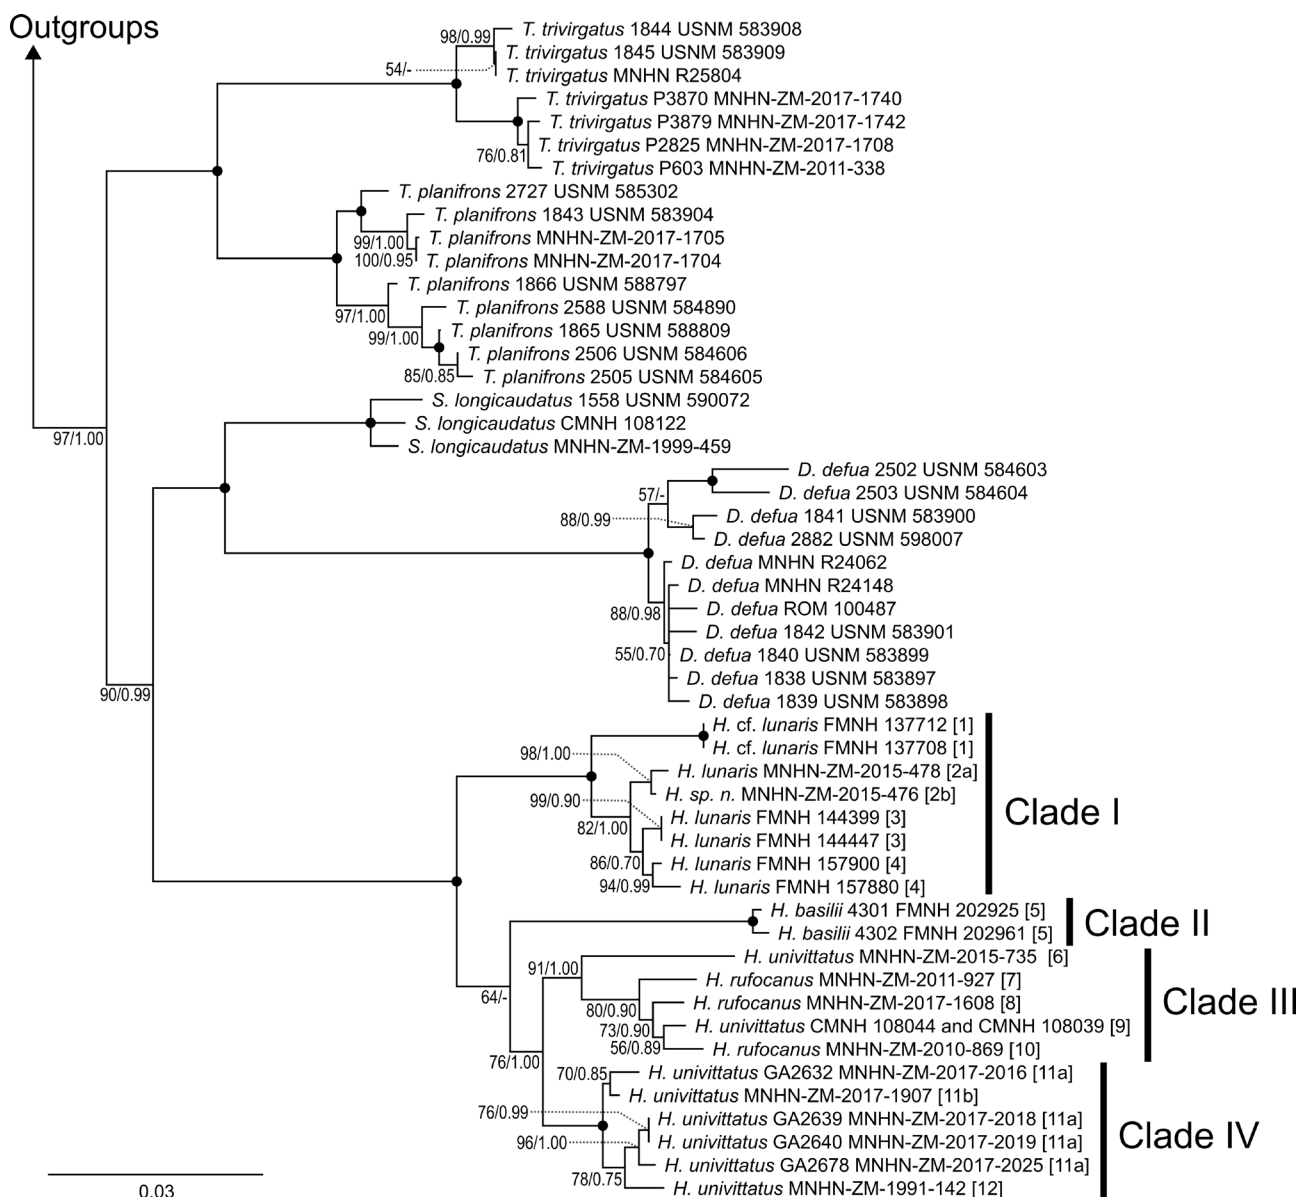 Outgroups
98/0.99
T. trivirgatus 1844 USNM 583908
T. trivirgatus 1845 USNM 583909
54/-
T. trivirgatus MNHN R25804
T. trivirgatus P3870 MNHN-ZM-2017-1740
T. trivirgatus P3879 MNHN-ZM-2017-1742
T. trivirgatus P2825 MNHN-ZM-2017-1708
76/0.81
T. trivirgatus P603 MNHN-ZM-2011-338
T. planifrons 2727 USNM 585302
T. planifrons 1843 USNM 583904
99/1.00
T. planifrons MNHN-ZM-2017-1705
100/0.95
T. planifrons MNHN-ZM-2017-1704
T. planifrons 1866 USNM 588797
97/1.00
T. planifrons 2588 USNM 584890
99/1.00
T. planifrons 1865 USNM 588809
T. planifrons 2506 USNM 584606
85/0.85
T. planifrons 2505 USNM 584605
S. longicaudatus 1558 USNM 590072
S. longicaudatus CMNH 108122
97/1.00
S. longicaudatus MNHN-ZM-1999-459
D. defua 2502 USNM 584603
57/-
D. defua 2503 USNM 584604
88/0.99
D. defua 1841 USNM 583900
D. defua 2882 USNM 598007
D. defua MNHN R24062
D. defua MNHN R24148
88/0.98
D. defua ROM 100487
D. defua 1842 USNM 583901
55/0.70
D. defua 1840 USNM 583899
D. defua 1838 USNM 583897
90/0.99
D. defua 1839 USNM 583898
H. cf. lunaris FMNH 137712 [1]
H. cf. lunaris FMNH 137708 [1]
98/1.00
H. lunaris MNHN-ZM-2015-478 [2a]
H. sp. n. MNHN-ZM-2015-476 [2b]
99/0.90
H. lunaris FMNH 144399 [3]
82/1.00
H. lunaris FMNH 144447 [3]
86/0.70
H. lunaris FMNH 157900 [4]
94/0.99
H. lunaris FMNH 157880 [4]
Clade I
H. basilii 4301 FMNH 202925 [5]
H. basilii 4302 FMNH 202961 [5]
Clade II
H. univittatus MNHN-ZM-2015-735 [6]
91/1.00
H. rufocanus MNHN-ZM-2011-927 [7]
64/-
80/0.90
H. rufocanus MNHN-ZM-2017-1608 [8]
73/0.90
H. univittatus CMNH 108044 and CMNH 108039 [9]
56/0.89
H. rufocanus MNHN-ZM-2010-869 [10]
Clade III
76/1.00
70/0.85
H. univittatus GA2632 MNHN-ZM-2017-2016 [11a]
H. univittatus MNHN-ZM-2017-1907 [11b]
76/0.99
H. univittatus GA2639 MNHN-ZM-2017-2018 [11a]
96/1.00
H. univittatus GA2640 MNHN-ZM-2017-2019 [11a]
H. univittatus GA2678 MNHN-ZM-2017-2025 [11a]
78/0.75
H. univittatus MNHN-ZM-1991-142 [12]
Clade IV
0.03